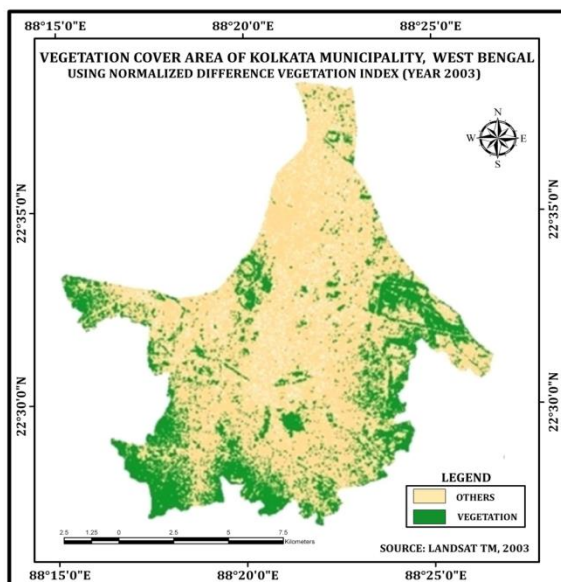 88°15'0"E 88°20'0"E 88°25'0"E
VEGETATION COVER AREA OF KOLKATA MUNICIPALITY, WEST BENGAL
USING NORMALIZED DIFFERENCE VEGETATION INDEX (YEAR 2003)
N
W E
S
22°35'0"N 22°35'0"N
22°30'0"N 22°30'0"N
LEGEND
OTHERS
VEGETATION
2.5 1.25 0 2.5 5 7.5
Kilometers
SOURCE: LANDSAT TM, 2003
88°15'0"E 88°20'0"E 88°25'0"E